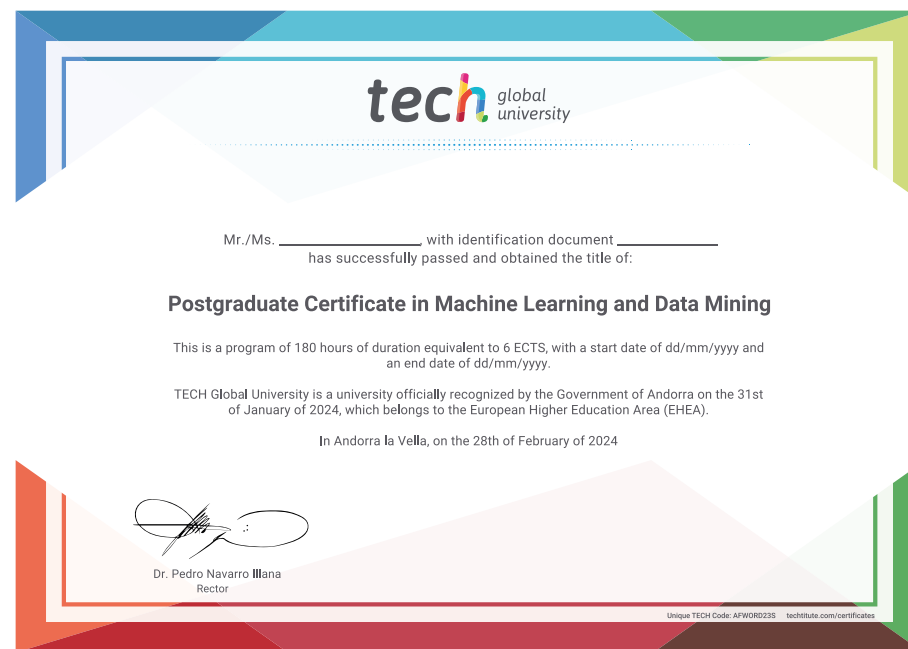 tech global university
Mr./Ms. ____________________, with identification document ______________
has successfully passed and obtained the title of:
Postgraduate Certificate in Machine Learning and Data Mining
This is a program of 180 hours of duration equivalent to 6 ECTS, with a start date of dd/mm/yyyy and
an end date of dd/mm/yyyy.
TECH Global University is a university officially recognized by the Government of Andorra on the 31st
of January of 2024, which belongs to the European Higher Education Area (EHEA).
In Andorra la Vella, on the 28th of February of 2024
Dr. Pedro Navarro Illana
Rector
Unique TECH Code: AFWORD23S techtitute.com/certificates